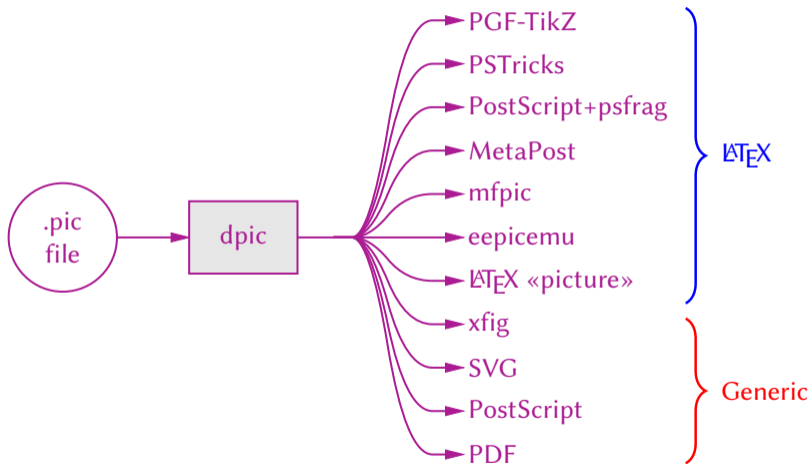 .pic
file
dpic
PGF-TikZ
PSTricks
PostScript+psfrag
MetaPost
mfpic
eepicemu
LATEX «picture»
xfig
SVG
PostScript
PDF
LATEX
Generic